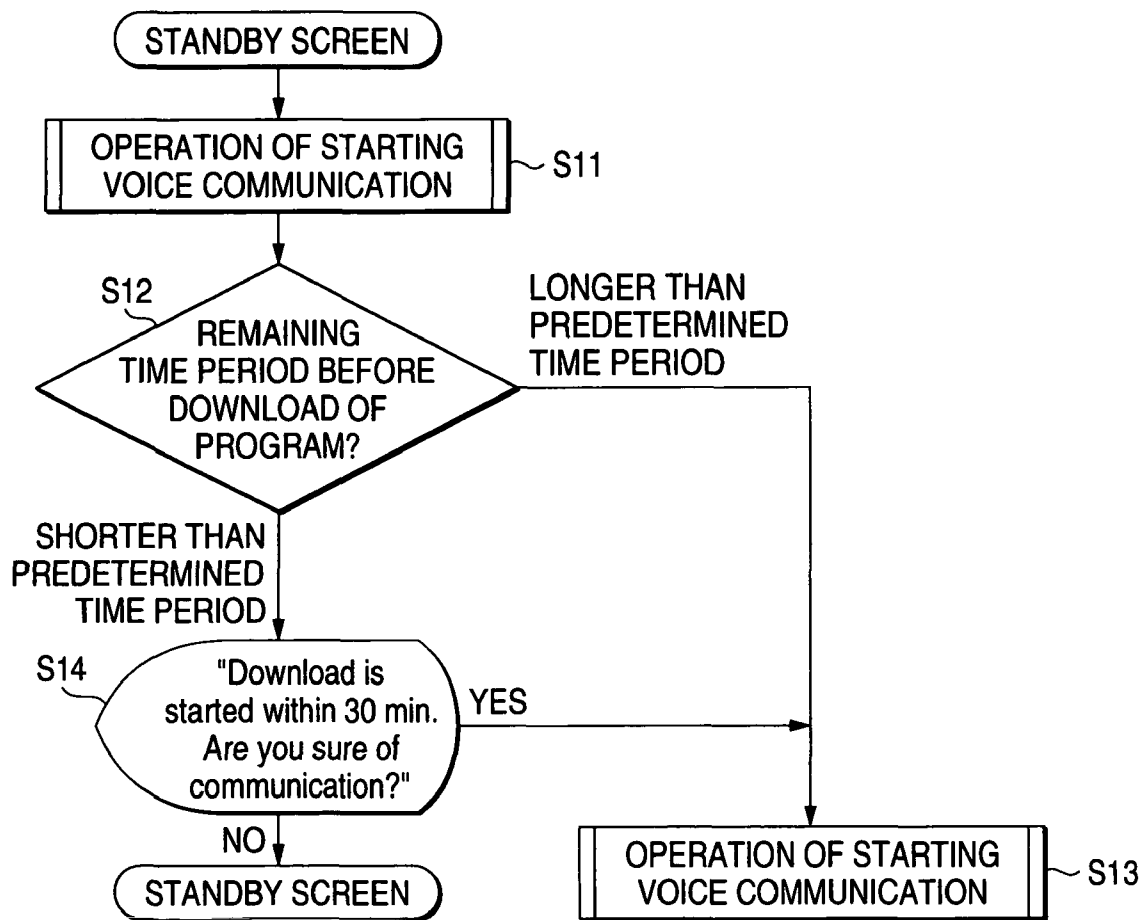 STANDBY SCREEN
OPERATION OF STARTING
VOICE COMMUNICATION
S11
S12
REMAINING
TIME PERIOD BEFORE
DOWNLOAD OF
PROGRAM?
LONGER THAN
PREDETERMINED
TIME PERIOD
SHORTER THAN
PREDETERMINED
TIME PERIOD
S14
"Download is
started within 30 min.
Are you sure of
communication?"
YES
NO
STANDBY SCREEN
OPERATION OF STARTING
VOICE COMMUNICATION
S13